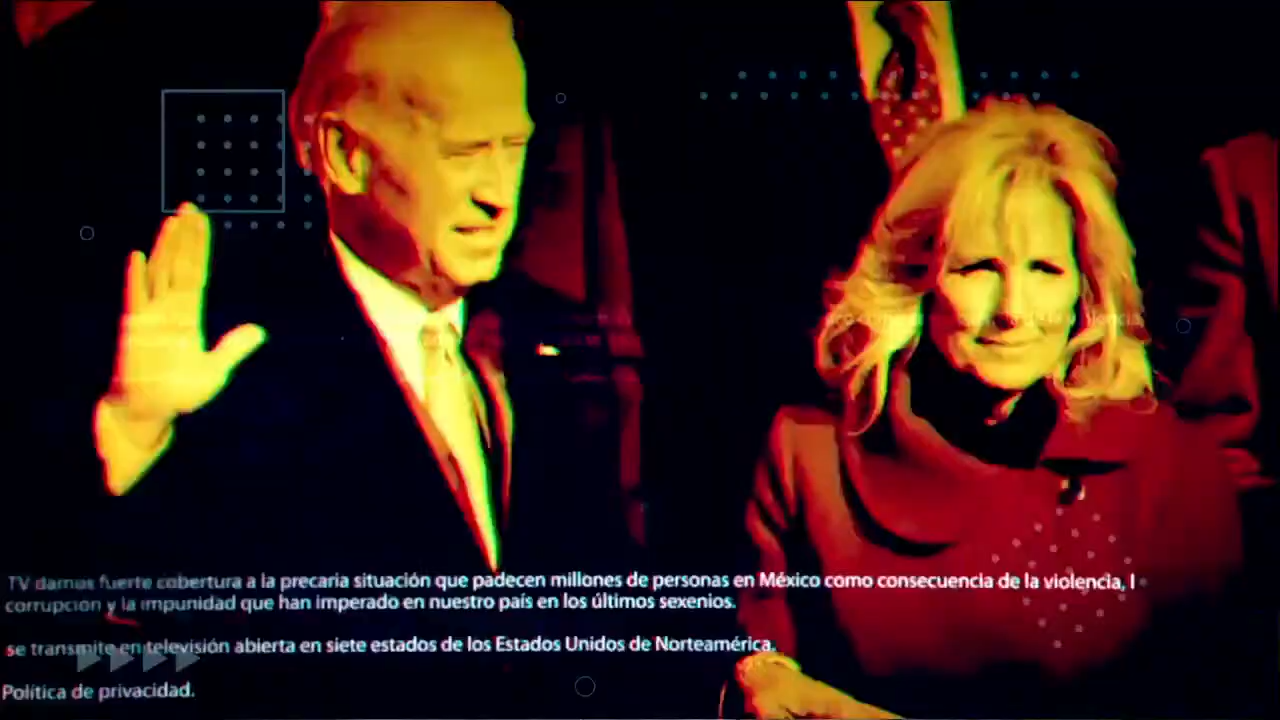 TV damos fuerte cobertura a la precaria situación que padecen millones de personas en México como consecuencia de la violencia, l
corrupción y la impunidad que han imperado en nuestro país en los últimos sexenios.
se transmite en televisión abierta en siete estados de los Estados Unidos de Norteamérica.
Política de privacidad.